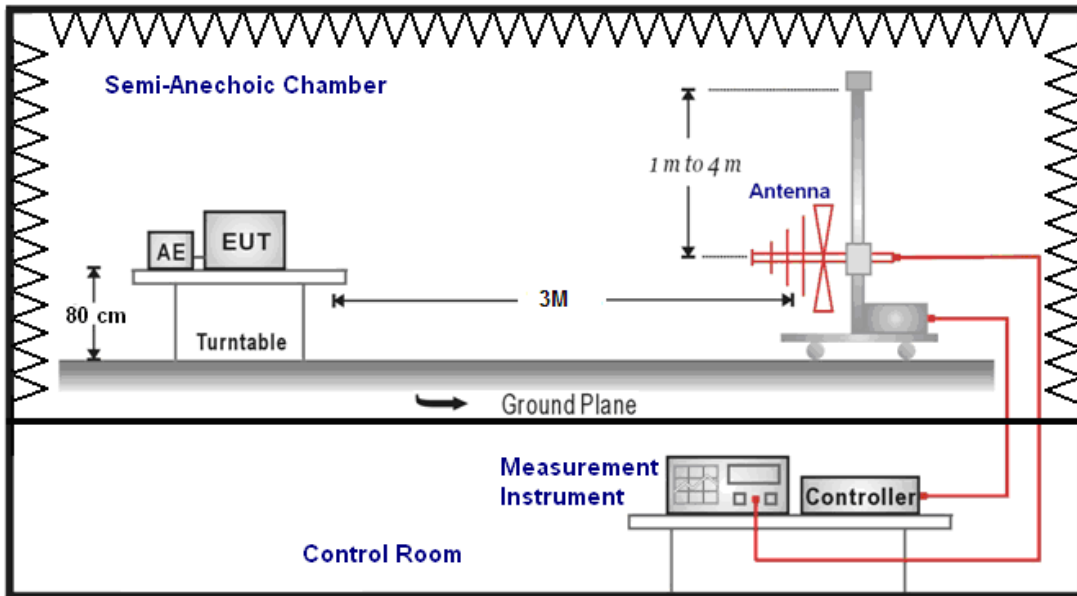 Semi-Anechoic Chamber
1 m to 4 m
Antenna
AE
EUT
3M
80 cm
Turntable
Ground Plane
Measurement
Instrument
Controller
Control Room